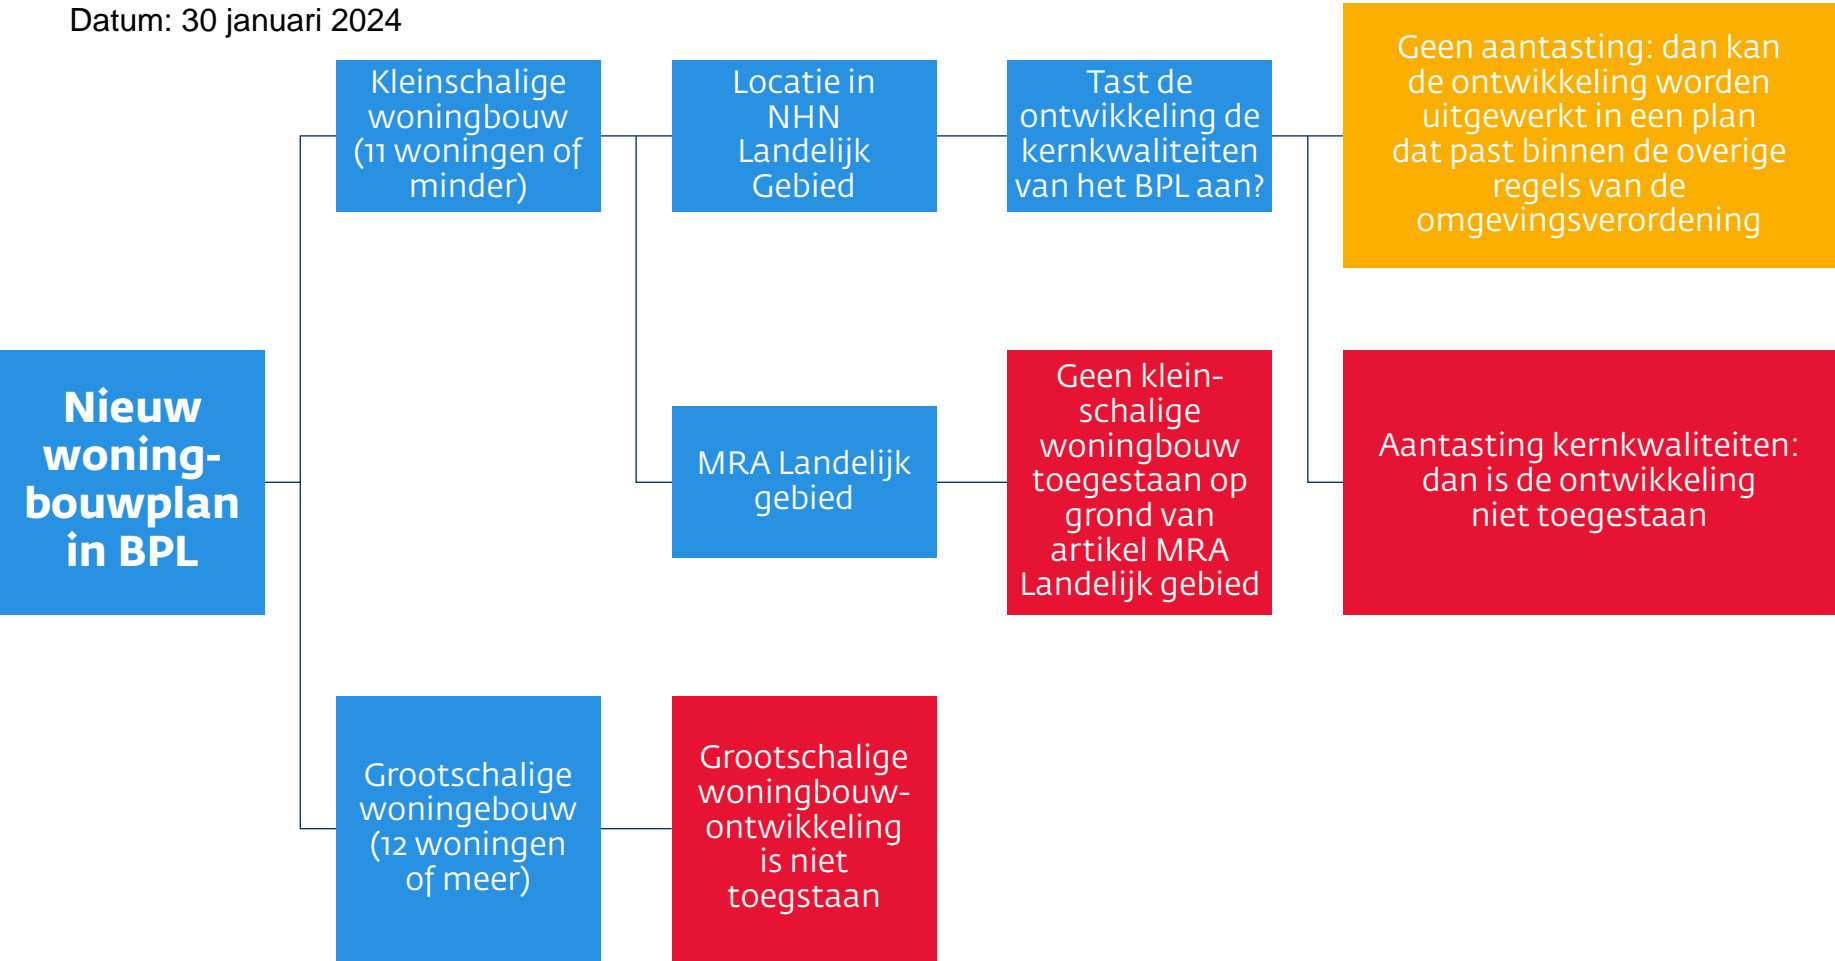 Datum: 30 januari 2024
Kleinschalige
woningbouw
(11 woningen of
minder)
Locatie in
NHN
Landelijk
Gebied
Tast de
ontwikkeling de
kernkwaliteiten
van het BPL aan?
Geen aantasting: dan kan
de ontwikkeling worden
uitgewerkt in een plan
dat past binnen de overige
regels van de
omgevingsverordening
Nieuw
woning-
bouwplan
in BPL
MRA Landelijk
gebied
Geen klein-
schalige
woningbouw
toegestaan op
grond van
artikel MRA
Landelijk gebied
Aantasting kernkwaliteiten:
dan is de ontwikkeling
niet toegestaan
Grootschalige
woningebouw
(12 woningen
of meer)
Grootschalige
woningbouw-
ontwikkeling
is niet
toegstaan